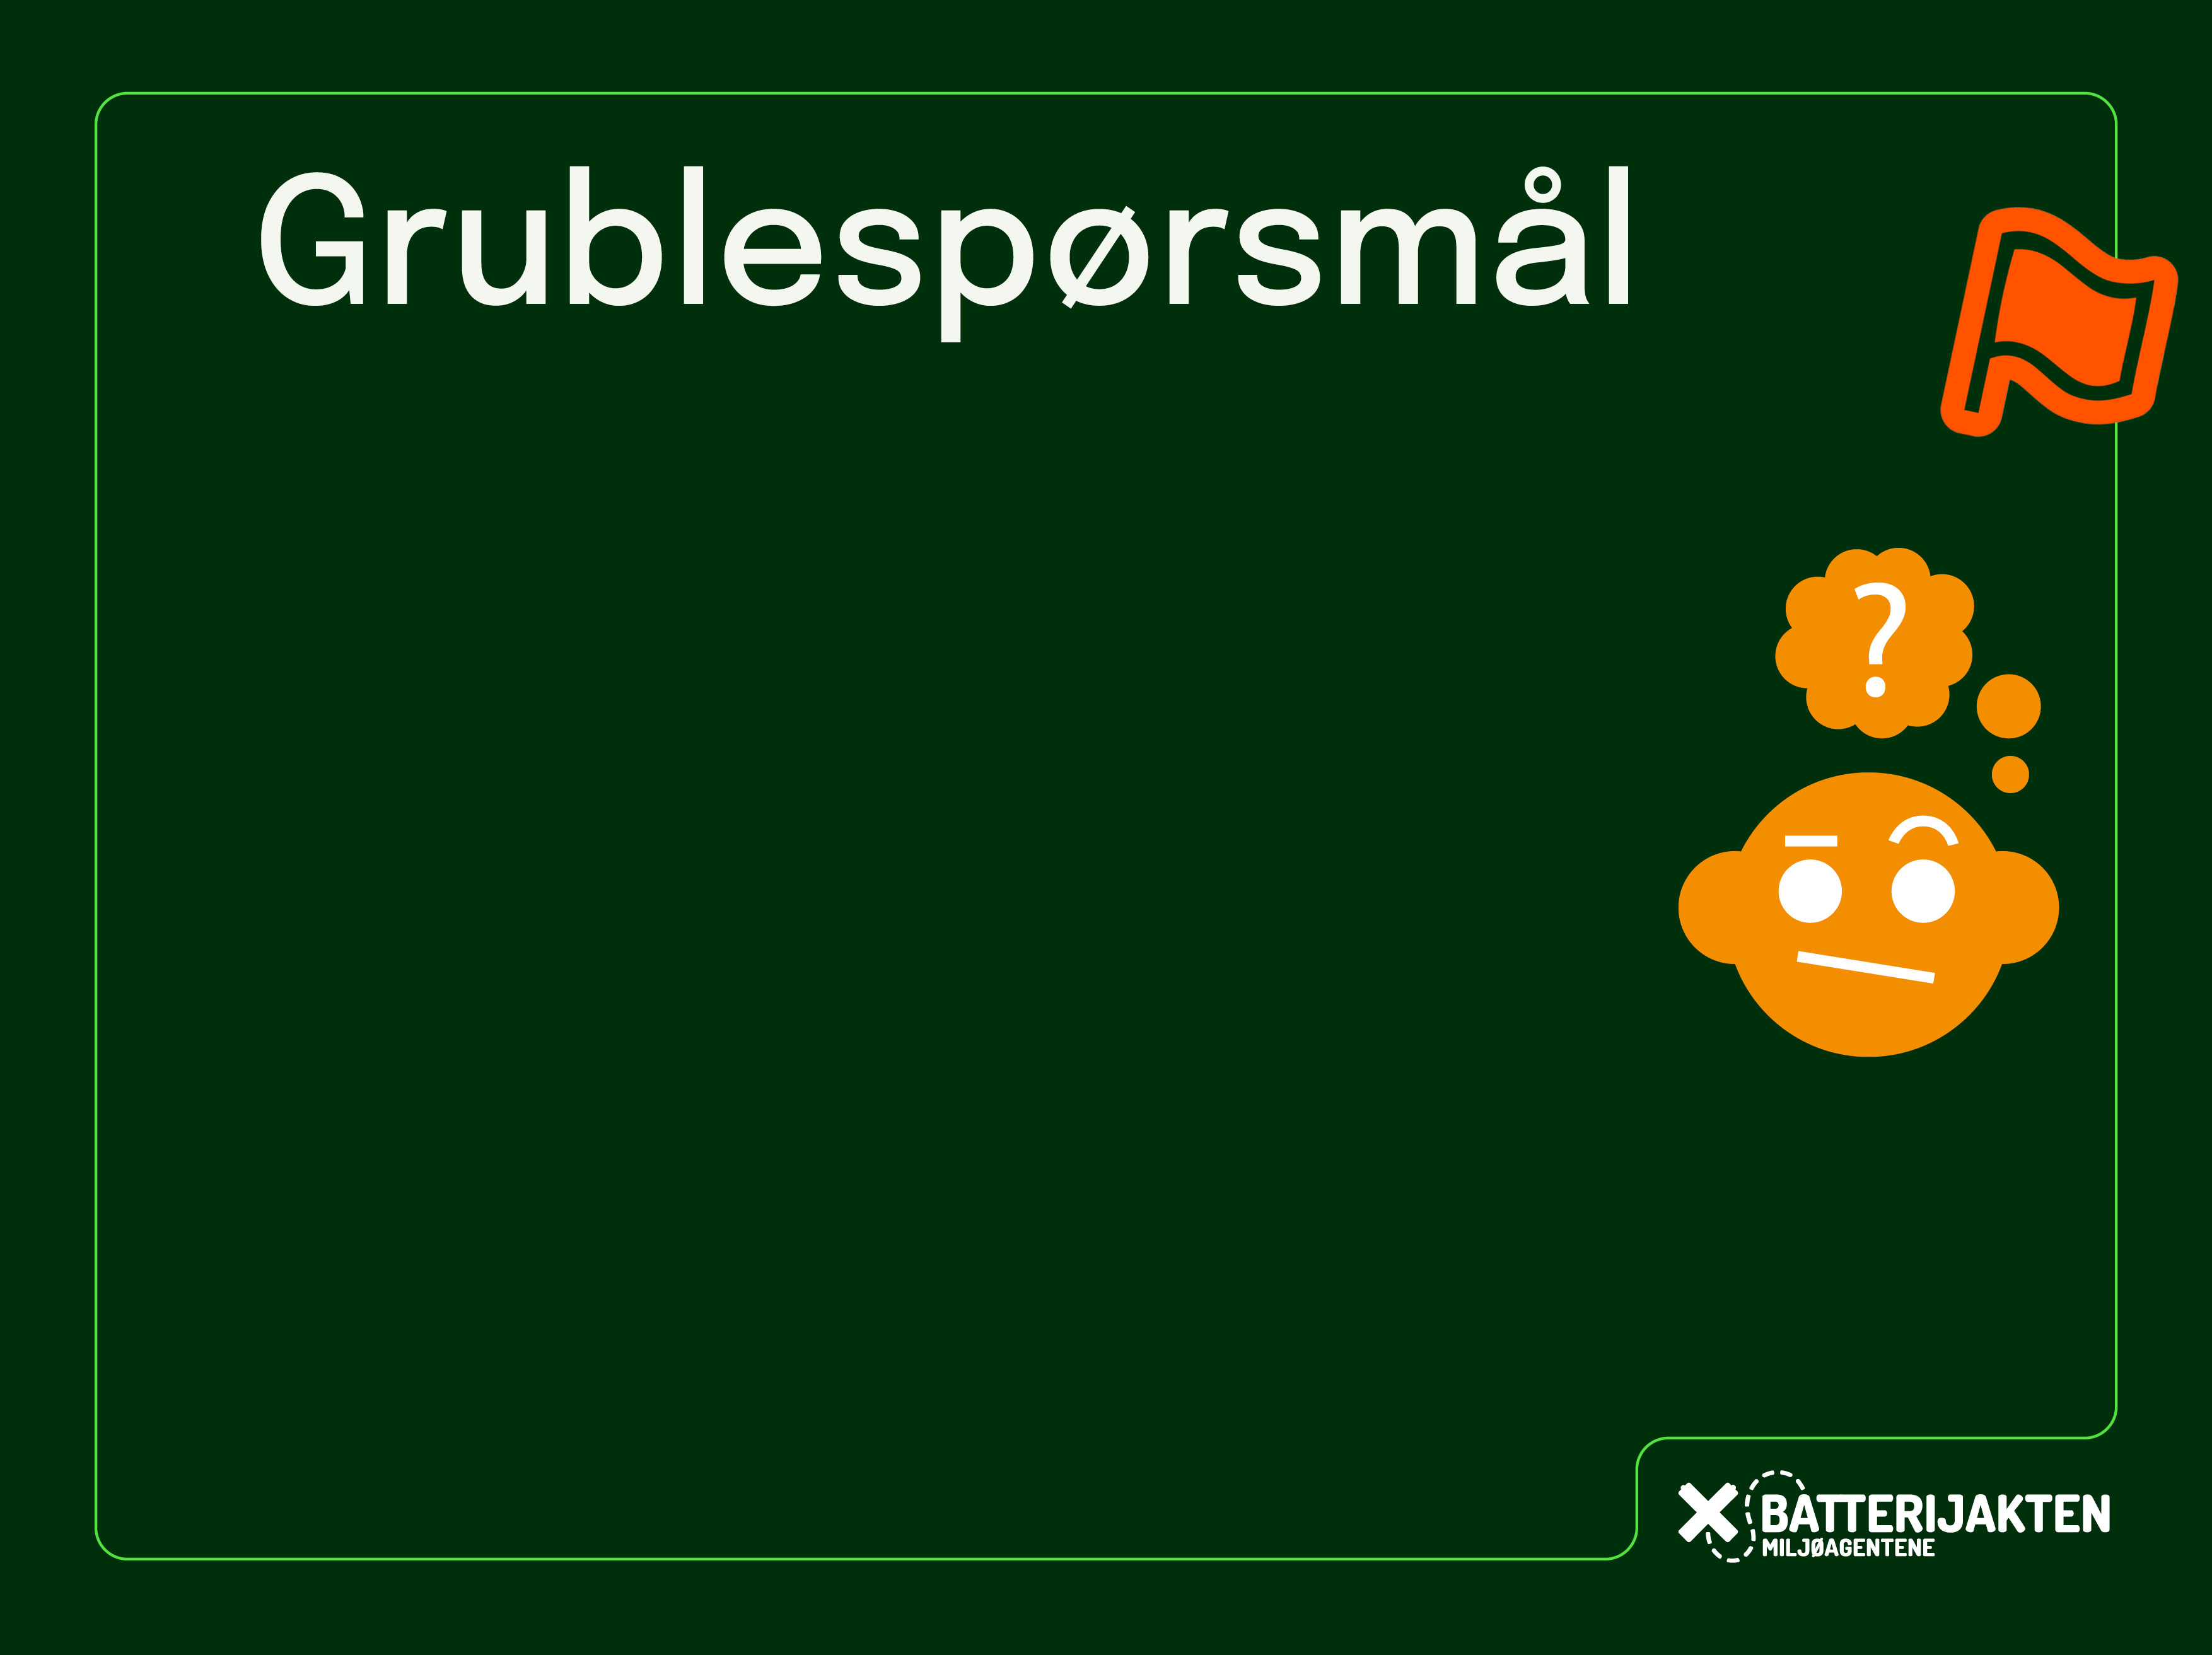 Grublespørsmål
?
BATTERIJAKTEN
MILJØAGENTENE